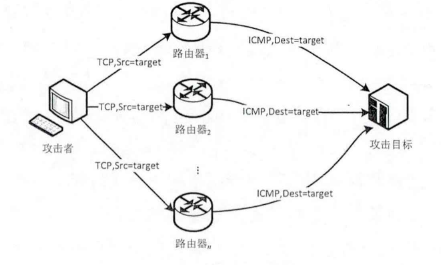 路由器₁
TCP,Src=target
ICMP,Dest=target
TCP,Src=target
ICMP,Dest=target
路由器₂
攻击者
攻击目标
TCP,Src=target
⋮
ICMP,Dest=target
路由器ₙ